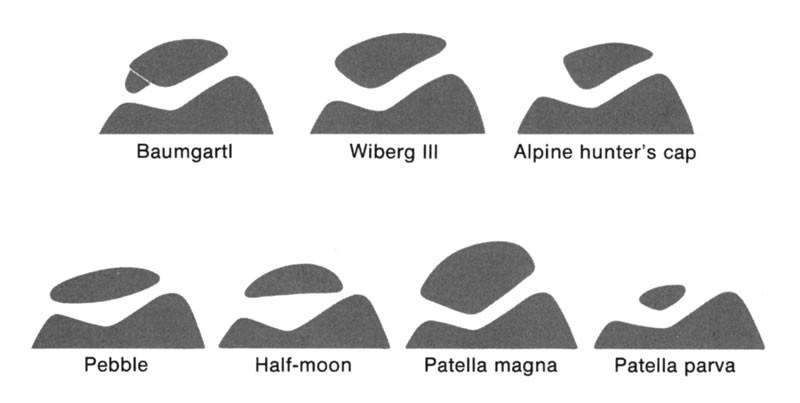 Baumgartl
Wiberg III
Alpine hunter's cap
Pebble
Half-moon
Patella magna
Patella parva